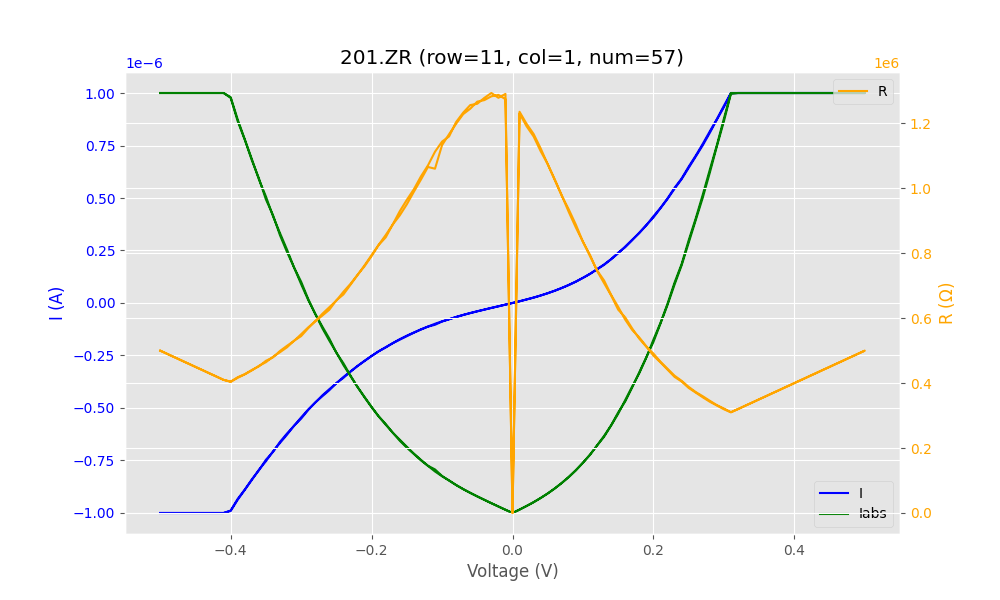 201.ZR (row=11, col=1, num=57)
1e−6
1e6
1.00
0.75
0.50
0.25
0.00
−0.25
−0.50
−0.75
−1.00
I (A)
R
1.2
1.0
0.8
0.6
0.4
0.2
0.0
R (Ω)
I
Iabs
−0.4
−0.2
0.0
0.2
0.4
Voltage (V)